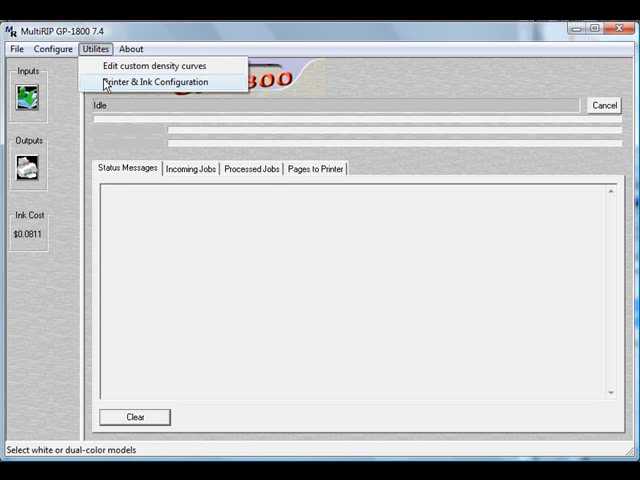 MultiRIP GP-1800 7.4
File Configure Utilites About
Edit custom density curves
Printer & Ink Configuration
Inputs
Idle
Cancel
Outputs
Status Messages Incoming Jobs Processed Jobs Pages to Printer
Ink Cost
$0.0811
Clear
Select white or dual-color models